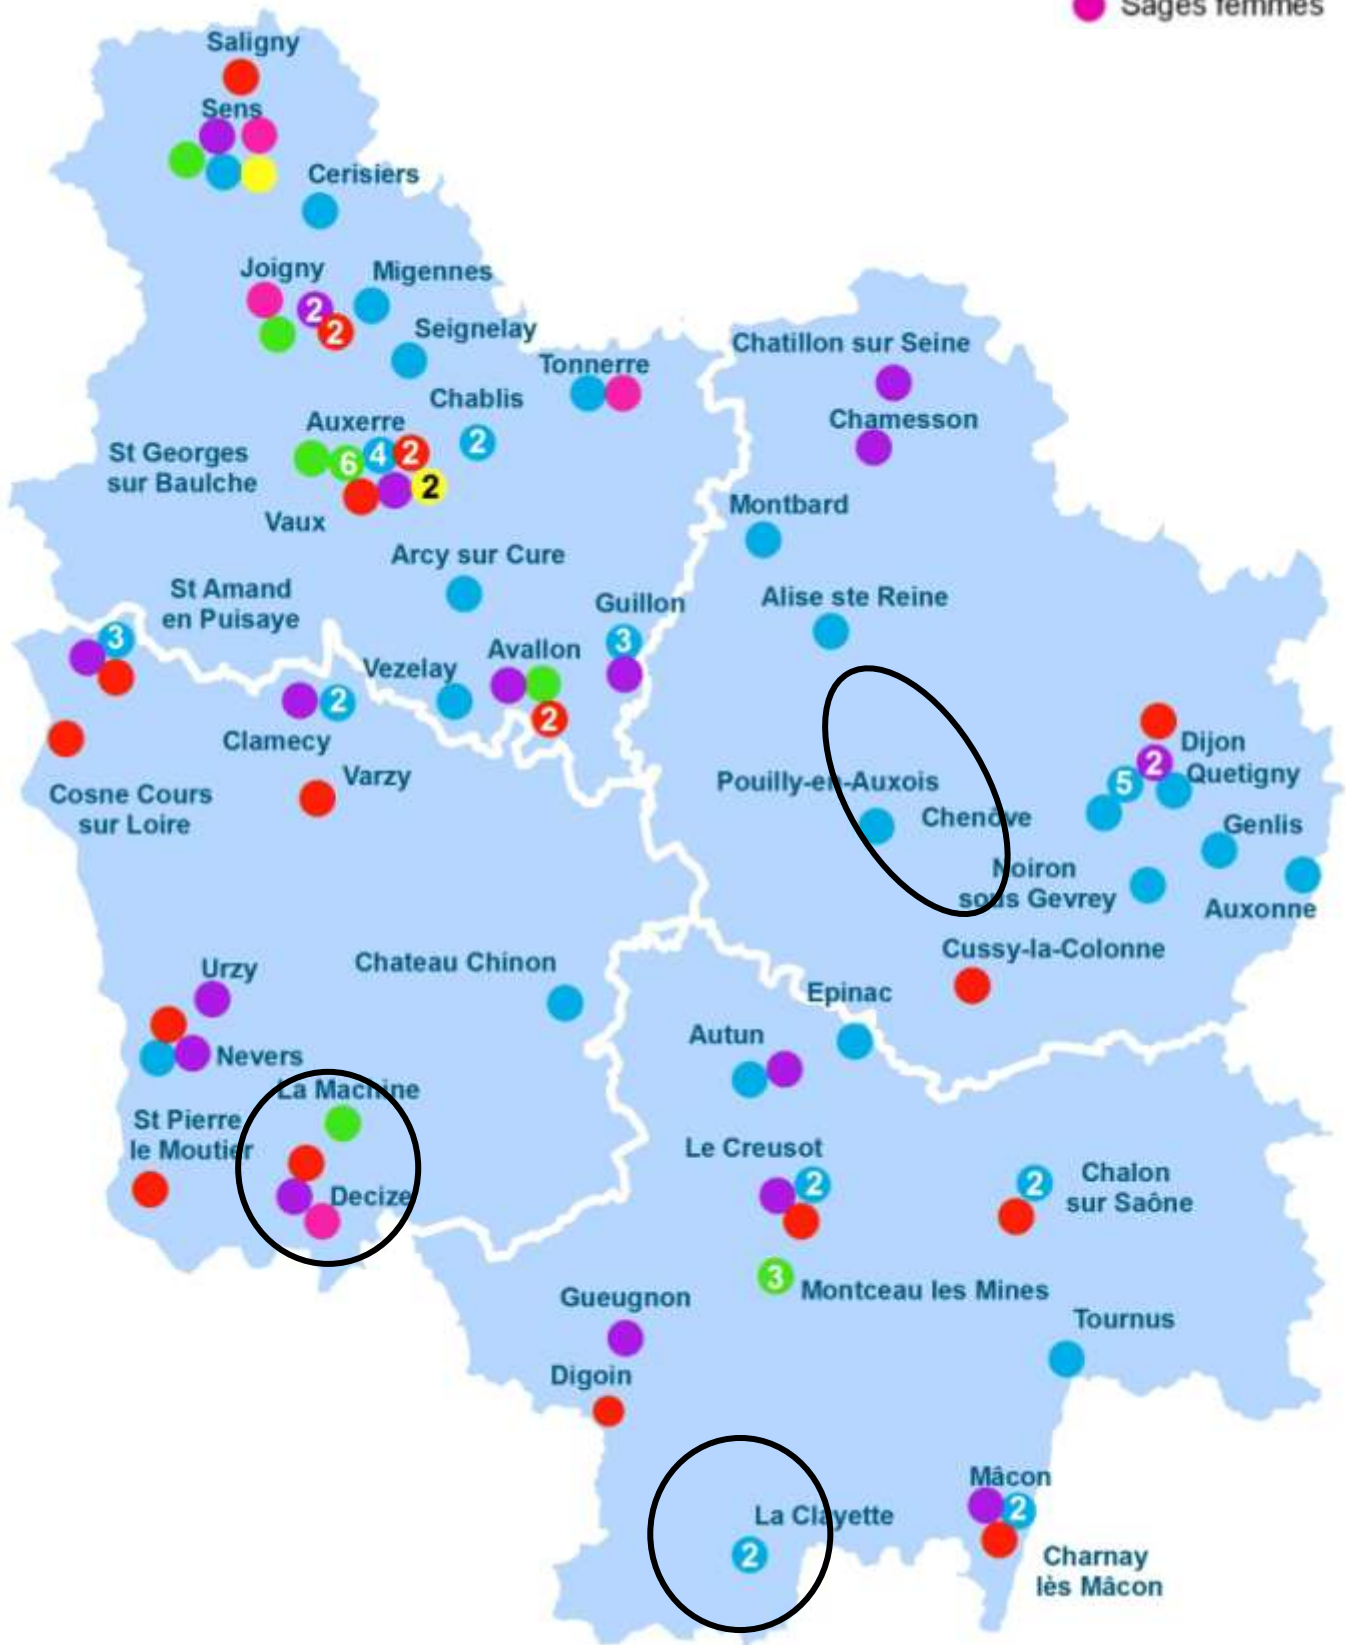 Sages femmes
Saligny
Sens
Cerisiers
Joigny
Migennes
2
2
Seignelay
Tonnerre
Chatillon sur Seine
Chablis
2
Chamesson
Auxerre
6
4
2
2
St Georges
sur Baulche
Vaux
Montbard
Arcy sur Cure
St Amand
en Puisaye
Guillon
Alise ste Reine
3
3
Avallon
Vezelay
2
2
Clamecy
Varzy
Cosne Cours
sur Loire
Dijon
2
Quetigny
5
Pouilly-en-Auxois
Chenôve
Genlis
Noiron
sous Gevrey
Auxonne
Cussy-la-Colonne
Urzy
Chateau Chinon
Epinac
Autun
Nevers
La Machine
St Pierre
le Moutier
Decize
Le Creusot
2
2
Chalon
sur Saône
3
Montceau les Mines
Gueugnon
Tournus
Digoin
Mâcon
2
La Clayette
2
Charnay
lès Mâcon